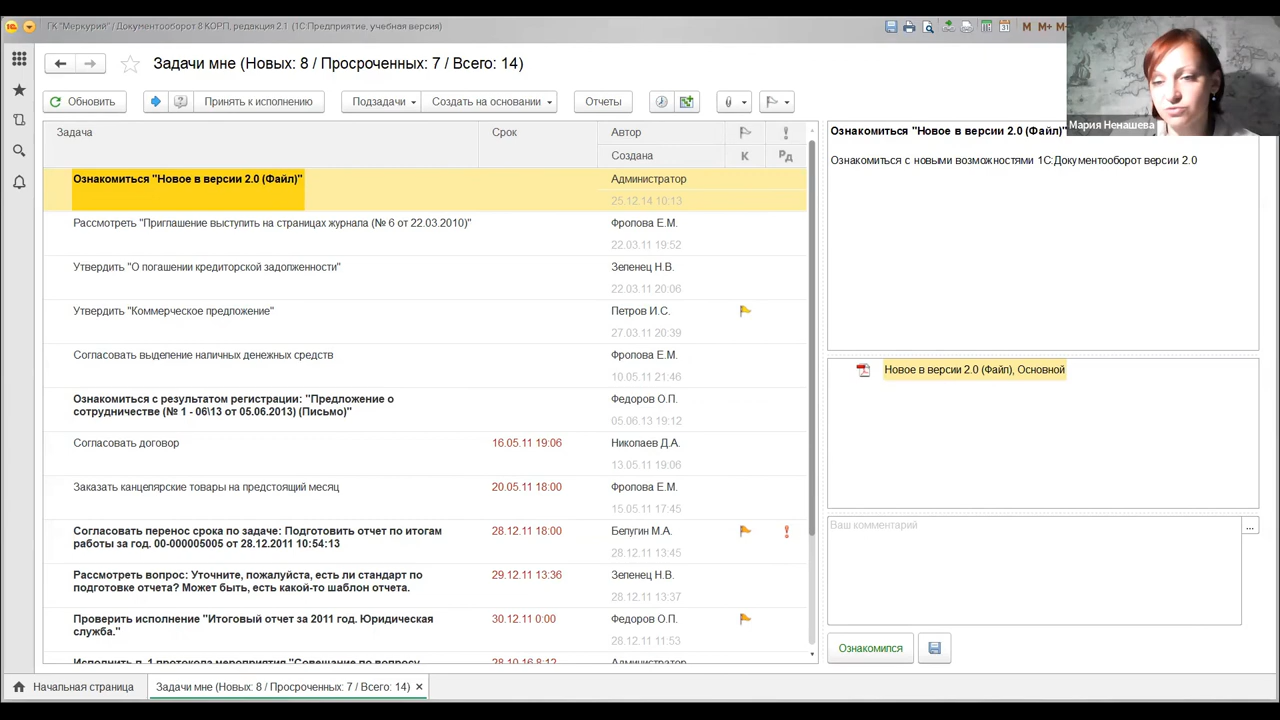 ГК "Меркурий" / Документооборот 8 КОРП, редакция 2.1 (1С:Предприятие, учебная версия)
M M+
Мария Ненашева
Задачи мне (Новых: 8 / Просроченных: 7 / Всего: 14)
Обновить
Принять к исполнению
Подзадачи
Создать на основании
Отчеты
Задача
Срок
Автор
Создана
К
Рд
Ознакомиться "Новое в версии 2.0 (Файл)"
Администратор
25.12.14 10:13
Рассмотреть "Приглашение выступить на страницах журнала (№ 6 от 22.03.2010)"
Фролова Е.М.
22.03.11 19:52
Утвердить "О погашении кредиторской задолженности"
Зеленец Н.В.
22.03.11 20:06
Утвердить "Коммерческое предложение"
Петров И.С.
27.03.11 20:39
Согласовать выделение наличных денежных средств
Фролова Е.М.
10.05.11 21:46
Ознакомиться с результатом регистрации: "Предложение о
сотрудничестве (№ 1 - 06\13 от 05.06.2013) (Письмо)"
Федоров О.П.
05.06.13 19:12
Согласовать договор
16.05.11 19:06
Николаев Д.А.
13.05.11 19:06
Заказать канцелярские товары на предстоящий месяц
20.05.11 18:00
Фролова Е.М.
15.05.11 17:45
Согласовать перенос срока по задаче: Подготовить отчет по итогам
работы за год. 00-000005005 от 28.12.2011 10:54:13
28.12.11 18:00
Белугин М.А.
28.12.11 13:45
Рассмотреть вопрос: Уточните, пожалуйста, есть ли стандарт по
подготовке отчета? Может быть, есть какой-то шаблон отчета.
29.12.11 13:36
Зеленец Н.В.
28.12.11 13:37
Проверить исполнение "Итоговый отчет за 2011 год. Юридическая
служба."
30.12.11 0:00
Федоров О.П.
28.12.11 11:53
Исполнить п. 1 протокола мероприятия "Совещание по вопросу
28.10.16 8:12
Администратор
Ознакомиться "Новое в версии 2.0 (Файл)"
Ознакомиться с новыми возможностями 1С:Документооборот версии 2.0
Новое в версии 2.0 (Файл), Основной
Ваш комментарий
...
Ознакомился
Начальная страница
Задачи мне (Новых: 8 / Просроченных: 7 / Всего: 14)